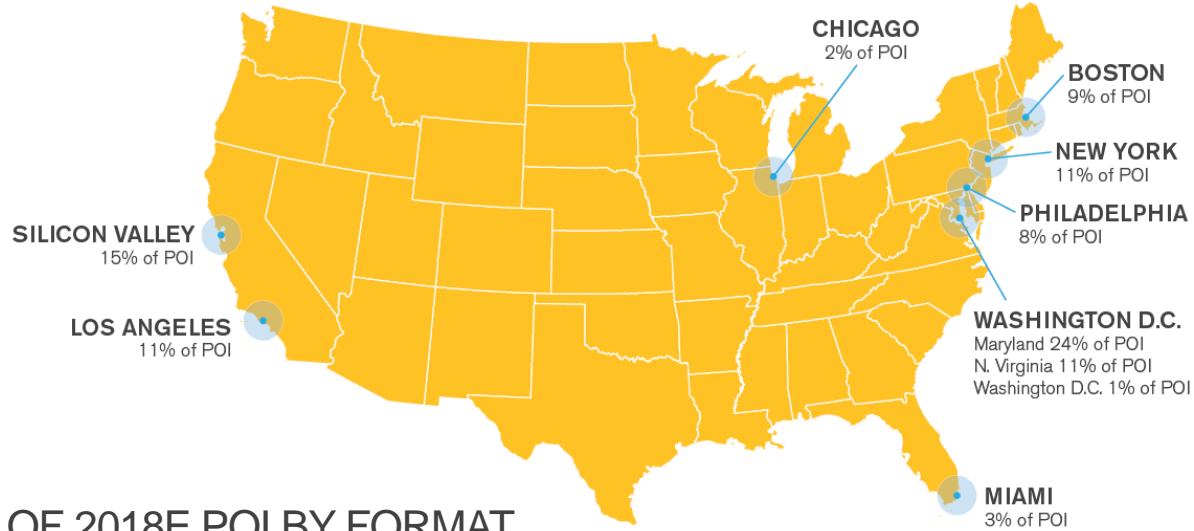 CHICAGO
2% of POI
BOSTON
9% of POI
NEW YORK
11% of POI
PHILADELPHIA
8% of POI
SILICON VALLEY
15% of POI
LOS ANGELES
11% of POI
WASHINGTON D.C.
Maryland 24% of POI
N. Virginia 11% of POI
Washington D.C. 1% of POI
MIAMI
3% of POI
OF 2018E POI BY FORMAT